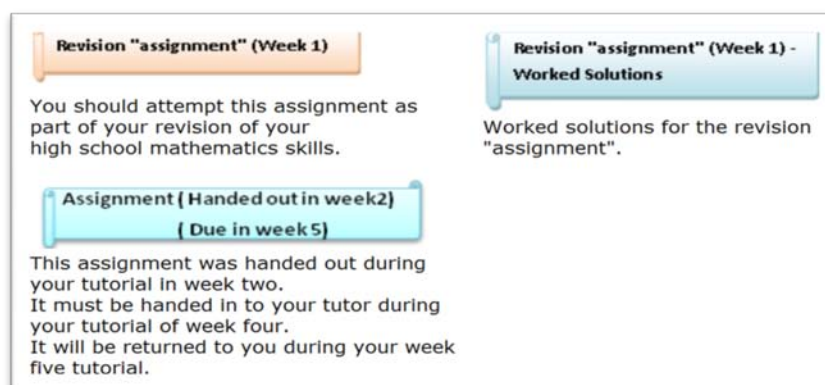 Revision "assignment" (Week 1)
You should attempt this assignment as
part of your revision of your
high school mathematics skills.
Revision "assignment" (Week 1) -
Worked Solutions
Worked solutions for the revision
"assignment".
Assignment ( Handed out in week2)
( Due in week 5)
This assignment was handed out during
your tutorial in week two.
It must be handed in to your tutor during
your tutorial of week four.
It will be returned to you during your week
five tutorial.